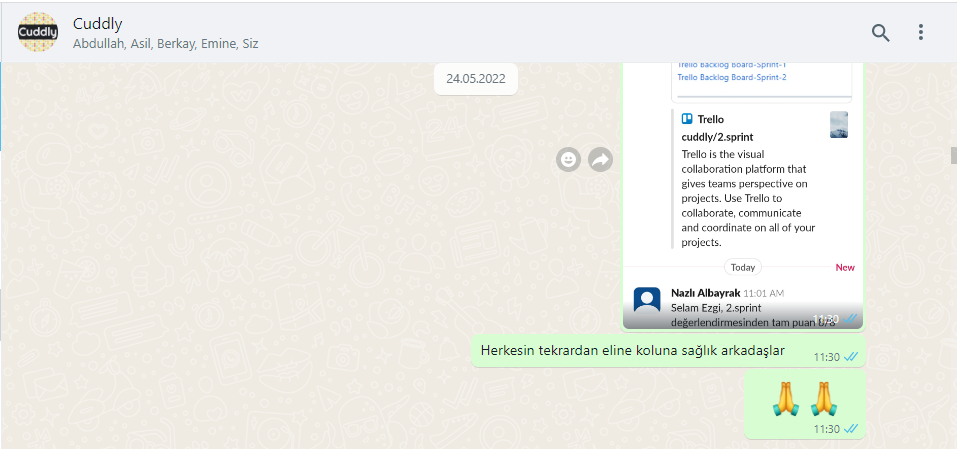 Cuddly
Cuddly
Abdullah, Asil, Berkay, Emine, Siz
24.05.2022
Trello Backlog Board-Sprint-1
Trello Backlog Board-Sprint-2
Trello
cuddly/2.sprint
Trello is the visual
collaboration platform that
gives teams perspective on
projects. Use Trello to
collaborate, communicate
and coordinate on all of your
projects.
Today
New
Nazlı Albayrak 11:01 AM
Selam Ezgi, 2.sprint
değerlendirmesinden tam puan
11:30
Herkesin tekrardan eline koluna sağlık arkadaşlar
11:30
🙏 🙏
11:30